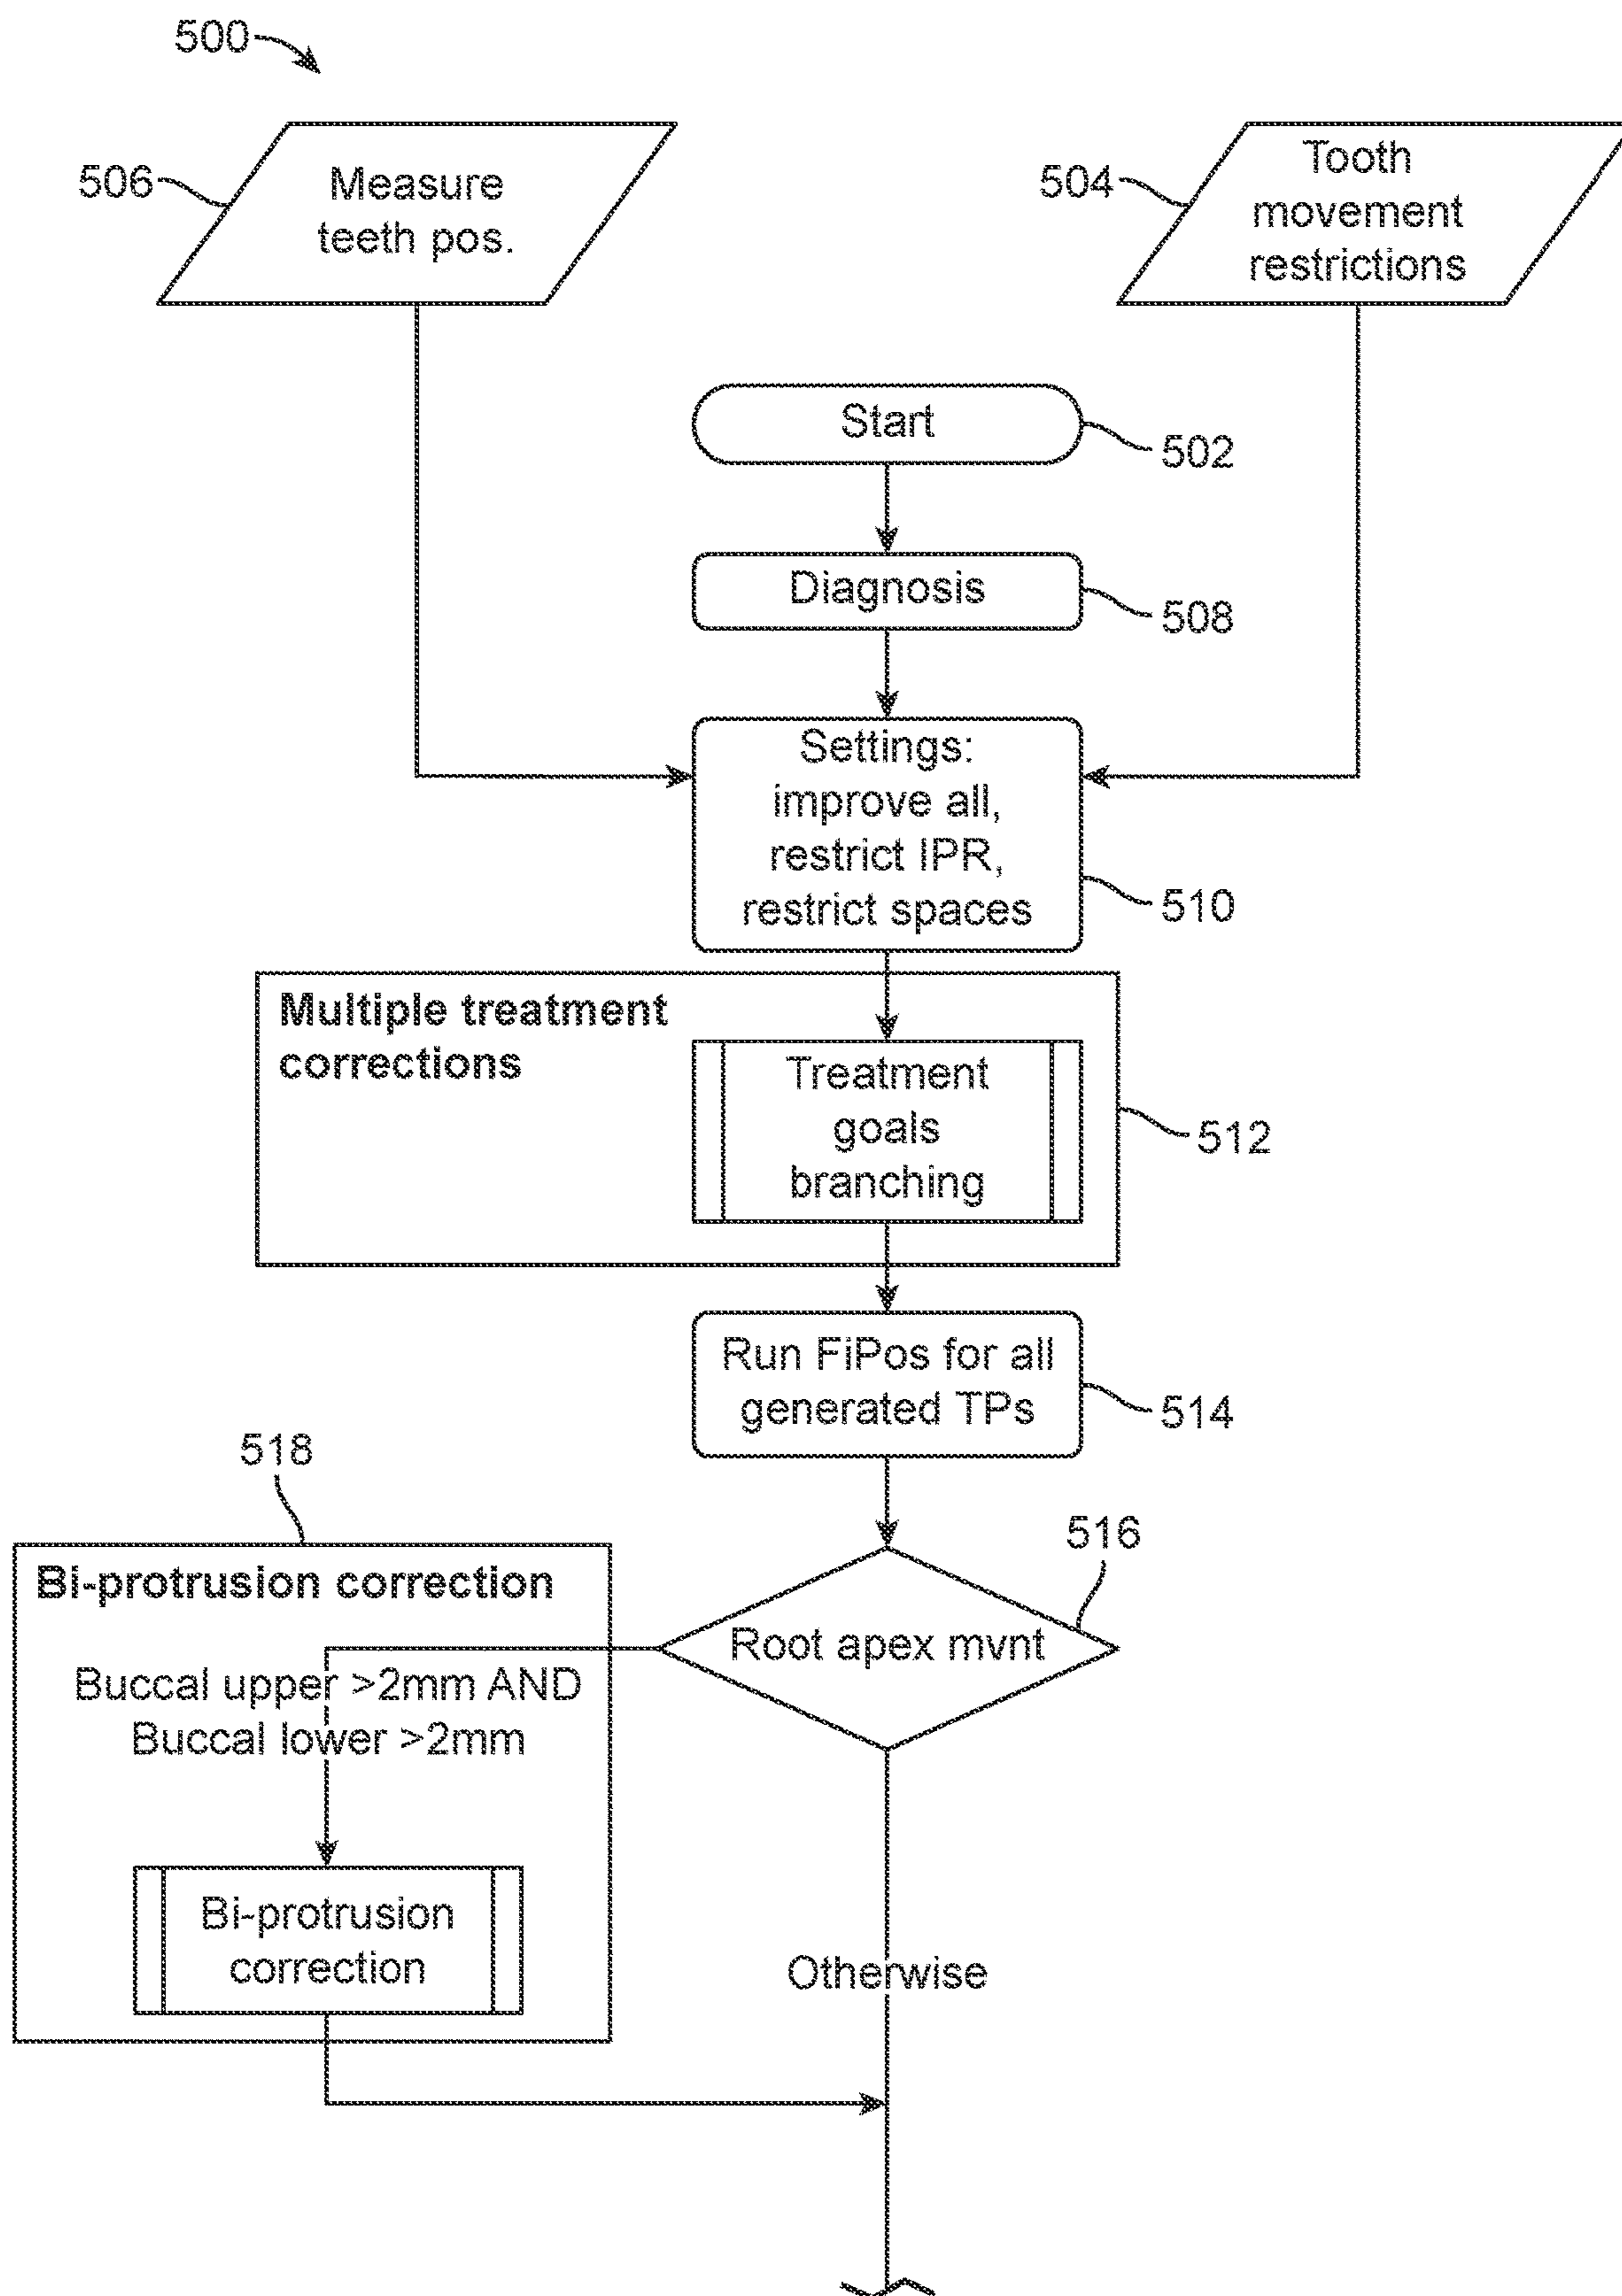 500
506
Measure
teeth pos.
504
Tooth
movement
restrictions
Start
502
Diagnosis
508
Settings:
improve all,
restrict IPR,
restrict spaces
510
Multiple treatment
corrections
Treatment
goals
branching
512
Run FiPos for all
generated TPs
514
518
516
Bi-protrusion correction
Root apex mvnt
Buccal upper >2mm AND
Buccal lower >2mm
Bi-protrusion
correction
Otherwise